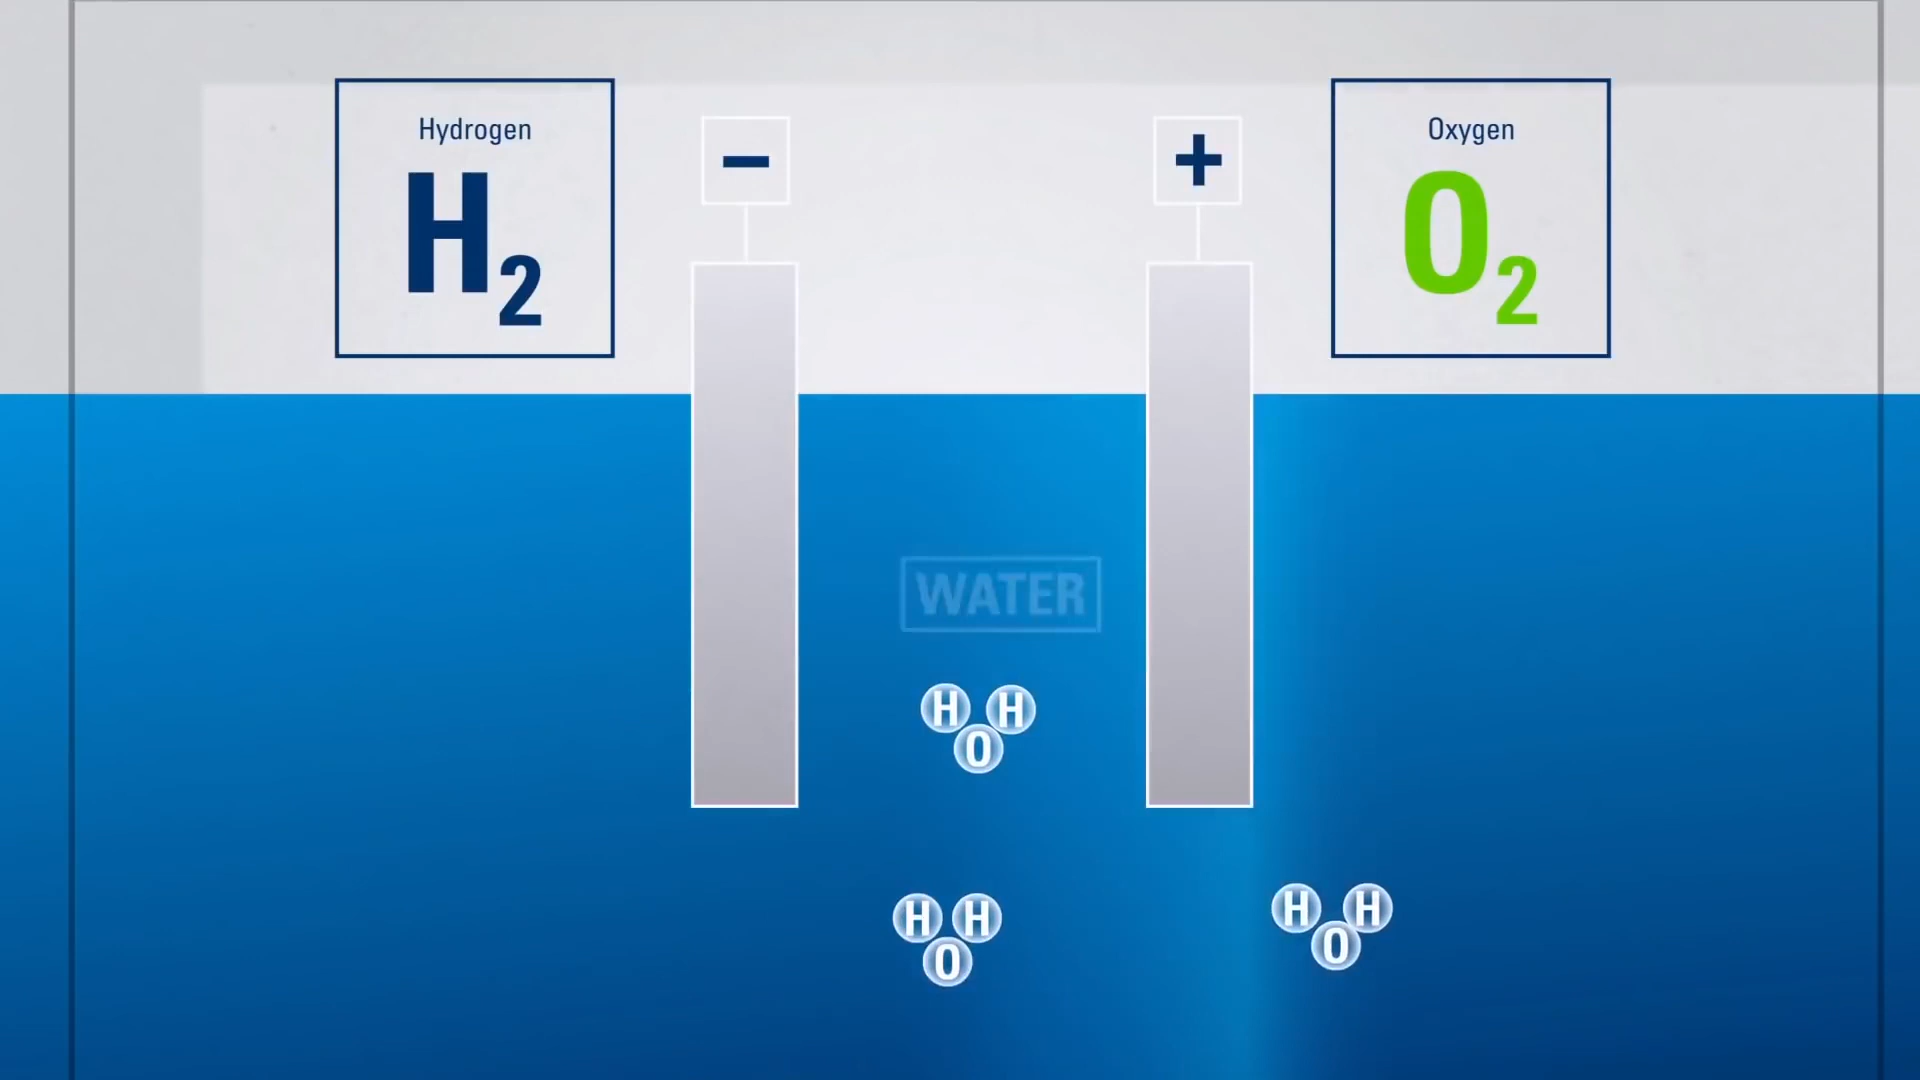 Hydrogen
H2
−
+
Oxygen
O2
WATER
H H
O
H H
O
H H
O